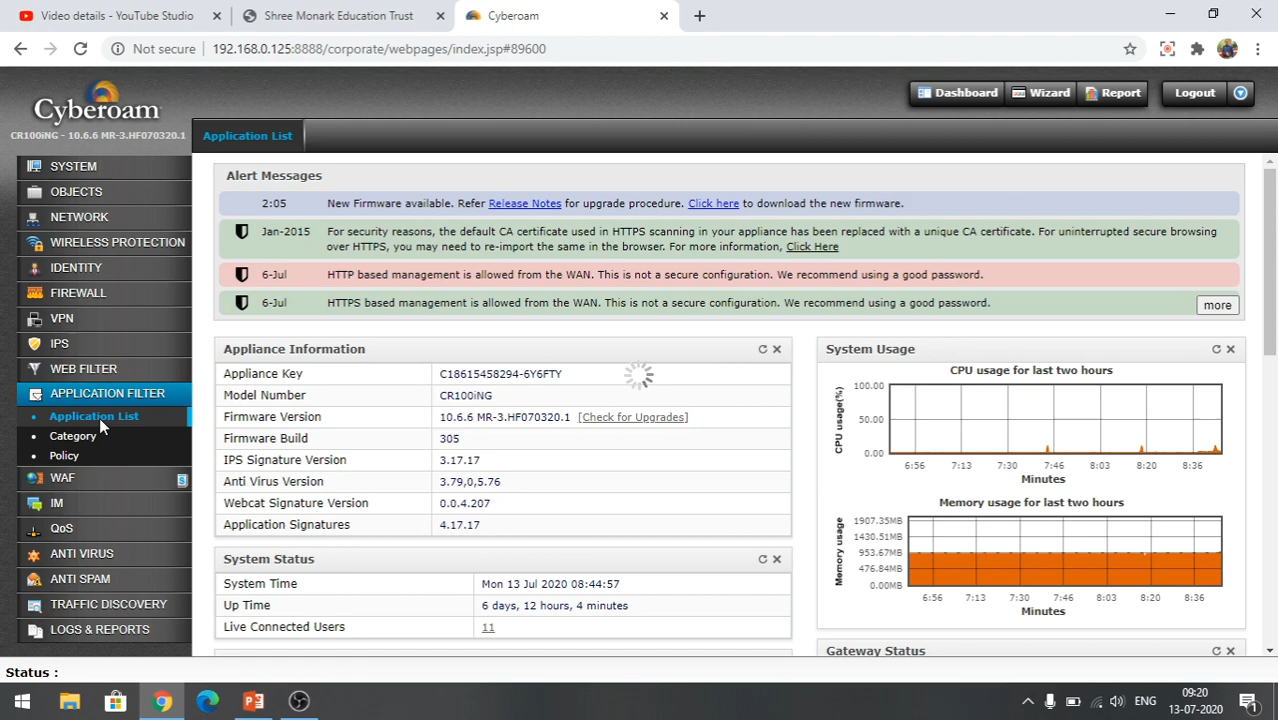 Video details - YouTube Studio
Shree Monark Education Trust
Cyberoam
Not secure
192.168.0.125:8888/corporate/webpages/index.jsp#89600
Cyberoam
CR100iNG - 10.6.6 MR-3.HF070320.1
Dashboard
Wizard
Report
Logout
Application List
SYSTEM
OBJECTS
NETWORK
WIRELESS PROTECTION
IDENTITY
FIREWALL
VPN
IPS
WEB FILTER
APPLICATION FILTER
Application List
Category
Policy
WAF
IM
QoS
ANTI VIRUS
ANTI SPAM
TRAFFIC DISCOVERY
LOGS & REPORTS
Alert Messages
2:05 New Firmware available. Refer Release Notes for upgrade procedure. Click here to download the new firmware.
Jan-2015 For security reasons, the default CA certificate used in HTTPS scanning in your appliance has been replaced with a unique CA certificate. For uninterrupted secure browsing
over HTTPS, you may need to re-import the same in the browser. For more information, Click Here
6-Jul HTTP based management is allowed from the WAN. This is not a secure configuration. We recommend using a good password.
6-Jul HTTPS based management is allowed from the WAN. This is not a secure configuration. We recommend using a good password.
more
Appliance Information
Appliance Key C18615458294-6Y6FTY
Model Number CR100iNG
Firmware Version 10.6.6 MR-3.HF070320.1 [Check for Upgrades]
Firmware Build 305
IPS Signature Version 3.17.17
Anti Virus Version 3.79,0,5.76
Webcat Signature Version 0.0.4.207
Application Signatures 4.17.17
System Status
System Time Mon 13 Jul 2020 08:44:57
Up Time 6 days, 12 hours, 4 minutes
Live Connected Users 11
System Usage
CPU usage for last two hours
CPU usage(%)
100.00
50.00
0.00
6:56 7:13 7:30 7:46 8:03 8:20 8:36
Minutes
Memory usage for last two hours
Memory usage
1907.35MB
1430.51MB
953.67MB
476.84MB
0.00MB
6:56 7:13 7:30 7:46 8:03 8:20 8:36
Minutes
Gateway Status
Status :
ENG
09:20
13-07-2020